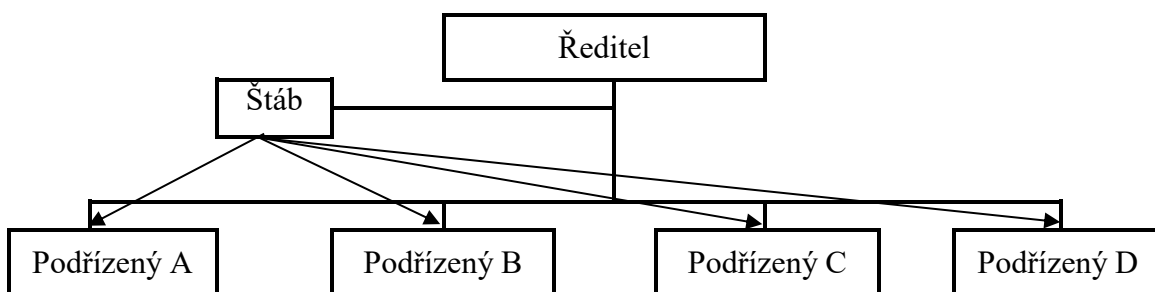 Ředitel
Štáb
Podřízený A
Podřízený B
Podřízený C
Podřízený D